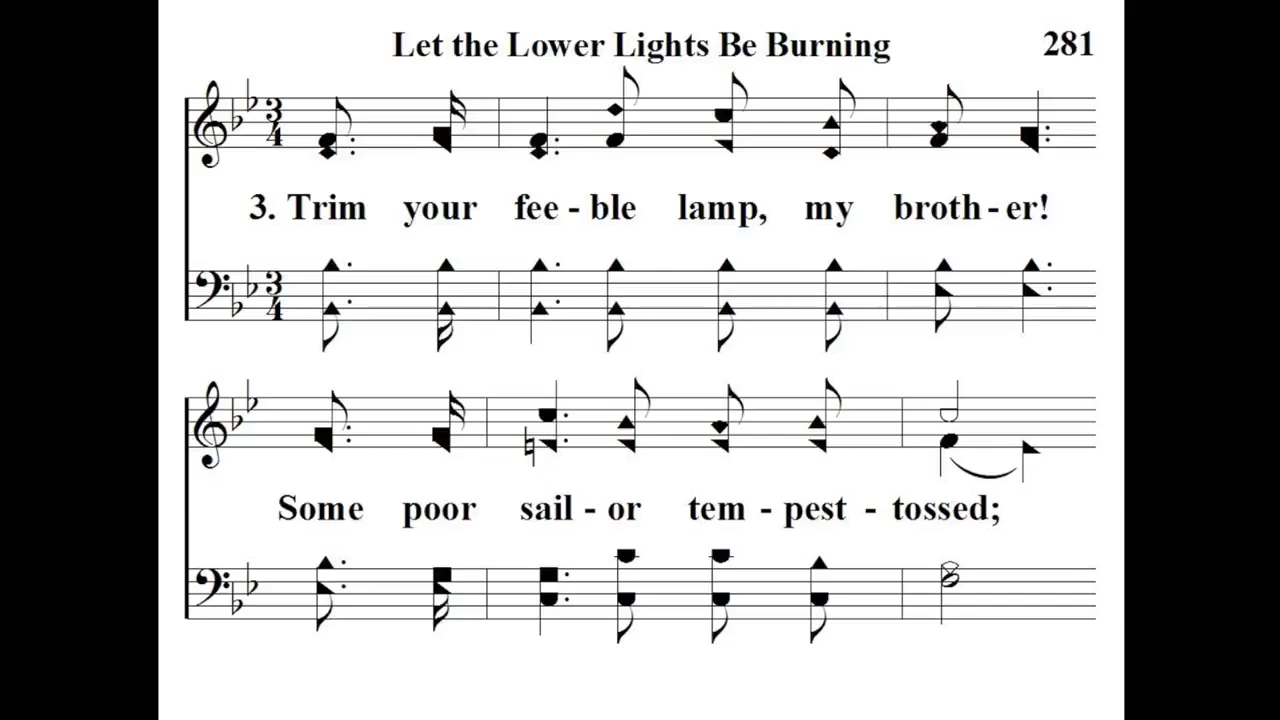 Let the Lower Lights Be Burning 281
3. Trim your fee - ble lamp, my broth - er!
Some poor sail - or tem - pest - tossed;